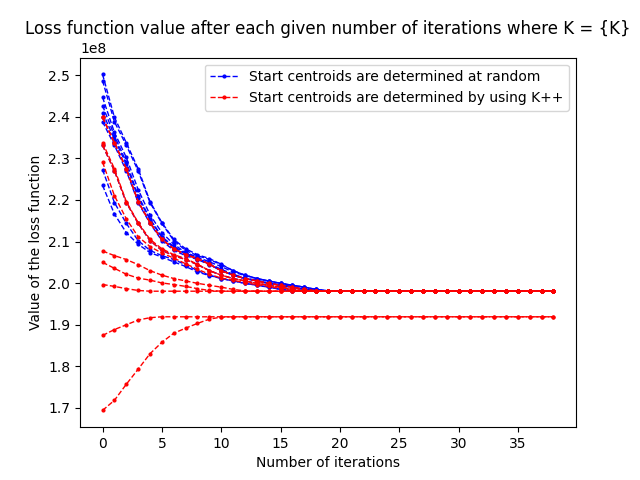 Loss function value after each given number of iterations where K = {K}
1e8
Start centroids are determined at random
Start centroids are determined by using K++
2.5
2.4
2.3
2.2
2.1
2.0
1.9
1.8
1.7
Value of the loss function
0 5 10 15 20 25 30 35
Number of iterations